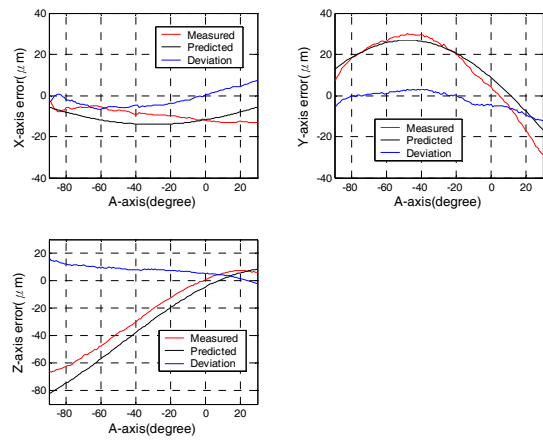 40
20
0
-20
-40
X-axis error(μm)
Measured
Predicted
Deviation
-80 -60 -40 -20 0 20
A-axis(degree)
40
20
0
-20
-40
Y-axis error(μm)
Measured
Predicted
Deviation
-80 -60 -40 -20 0 20
A-axis(degree)
20
0
-20
-40
-60
-80
Z-axis error(μm)
Measured
Predicted
Deviation
-80 -60 -40 -20 0 20
A-axis(degree)